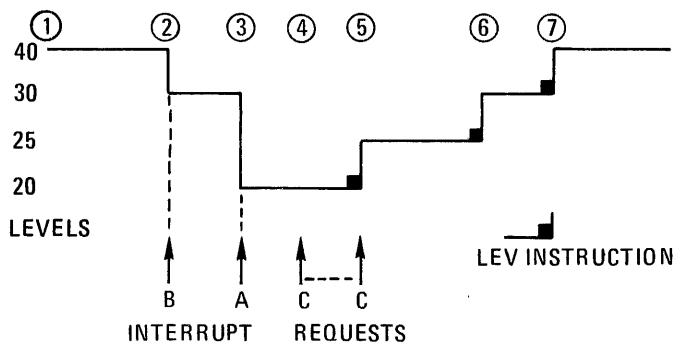 ① ② ③ ④ ⑤ ⑥ ⑦
40
30
25
20
LEVELS
LEV INSTRUCTION
B A C C
INTERRUPT REQUESTS